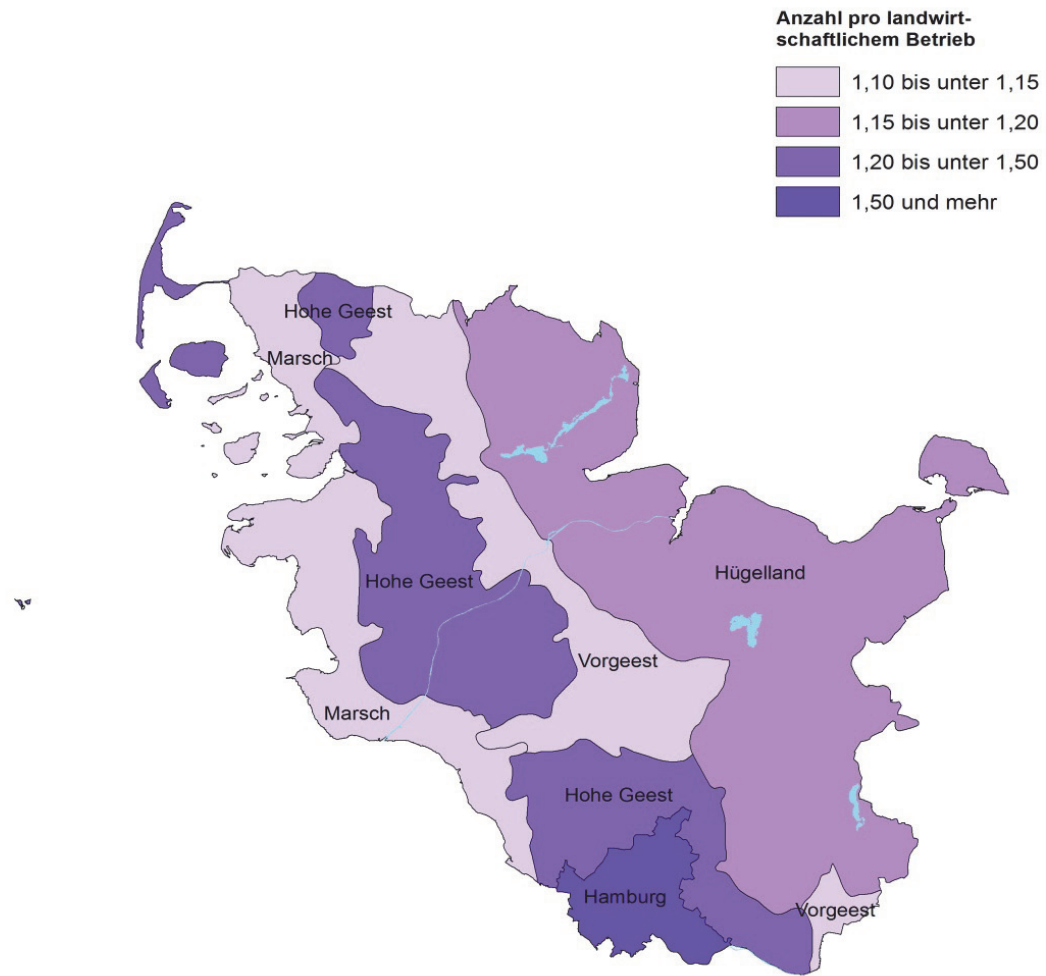 Anzahl pro landwirt-
schaftlichem Betrieb
1,10 bis unter 1,15
1,15 bis unter 1,20
1,20 bis unter 1,50
1,50 und mehr
Hohe Geest
Marsch
Hohe Geest
Hügelland
Vorgeest
Marsch
Hohe Geest
Hamburg
Vorgeest